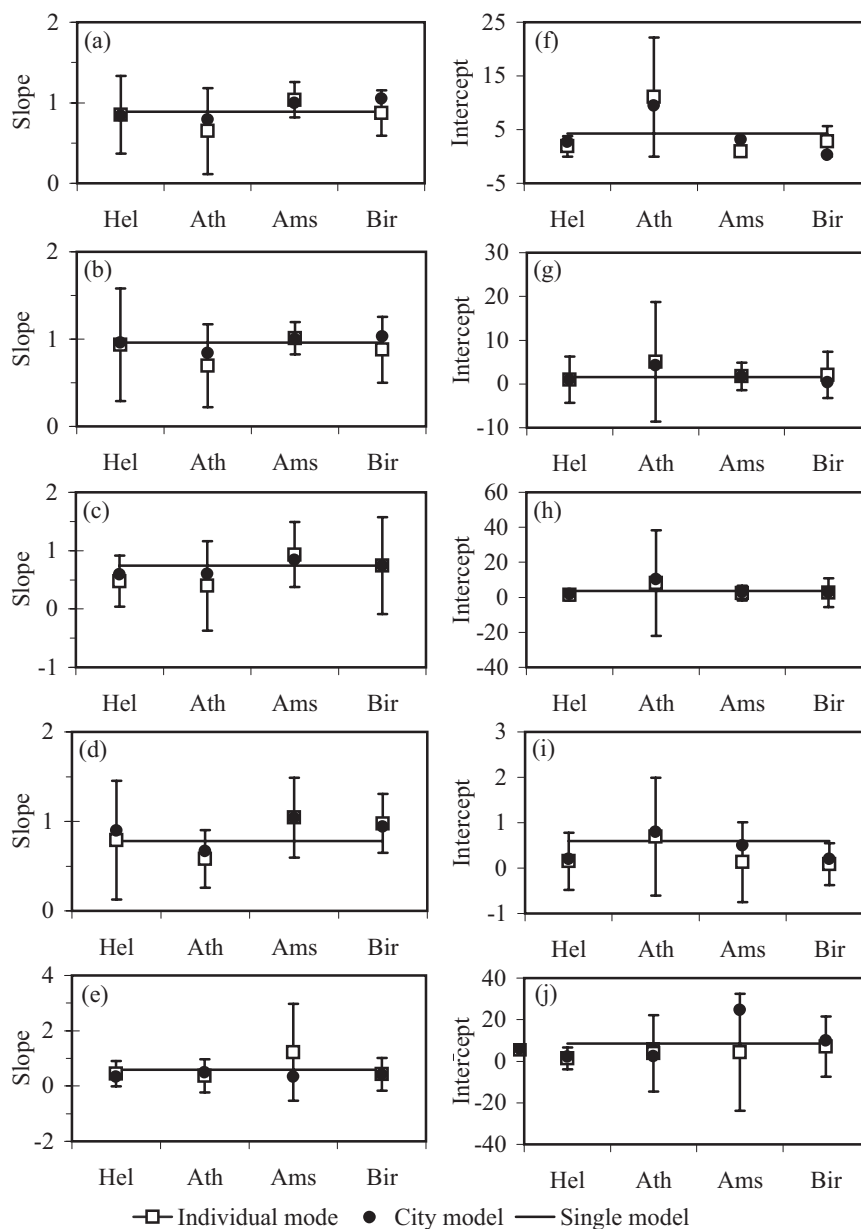 (a)
Slope
2
1
0
Hel Ath Ams Bir
(f)
Intercept
25
15
5
-5
Hel Ath Ams Bir
(b)
Slope
2
1
0
Hel Ath Ams Bir
(g)
Intercept
30
20
10
0
-10
Hel Ath Ams Bir
(c)
Slope
2
1
0
-1
Hel Ath Ams Bir
(h)
Intercept
60
40
20
0
-20
-40
Hel Ath Ams Bir
(d)
Slope
2
1
0
Hel Ath Ams Bir
(i)
Intercept
3
2
1
0
-1
Hel Ath Ams Bir
(e)
Slope
4
2
0
-2
Hel Ath Ams Bir
(j)
Intercept
40
20
0
-20
-40
Hel Ath Ams Bir
Individual mode City model Single model